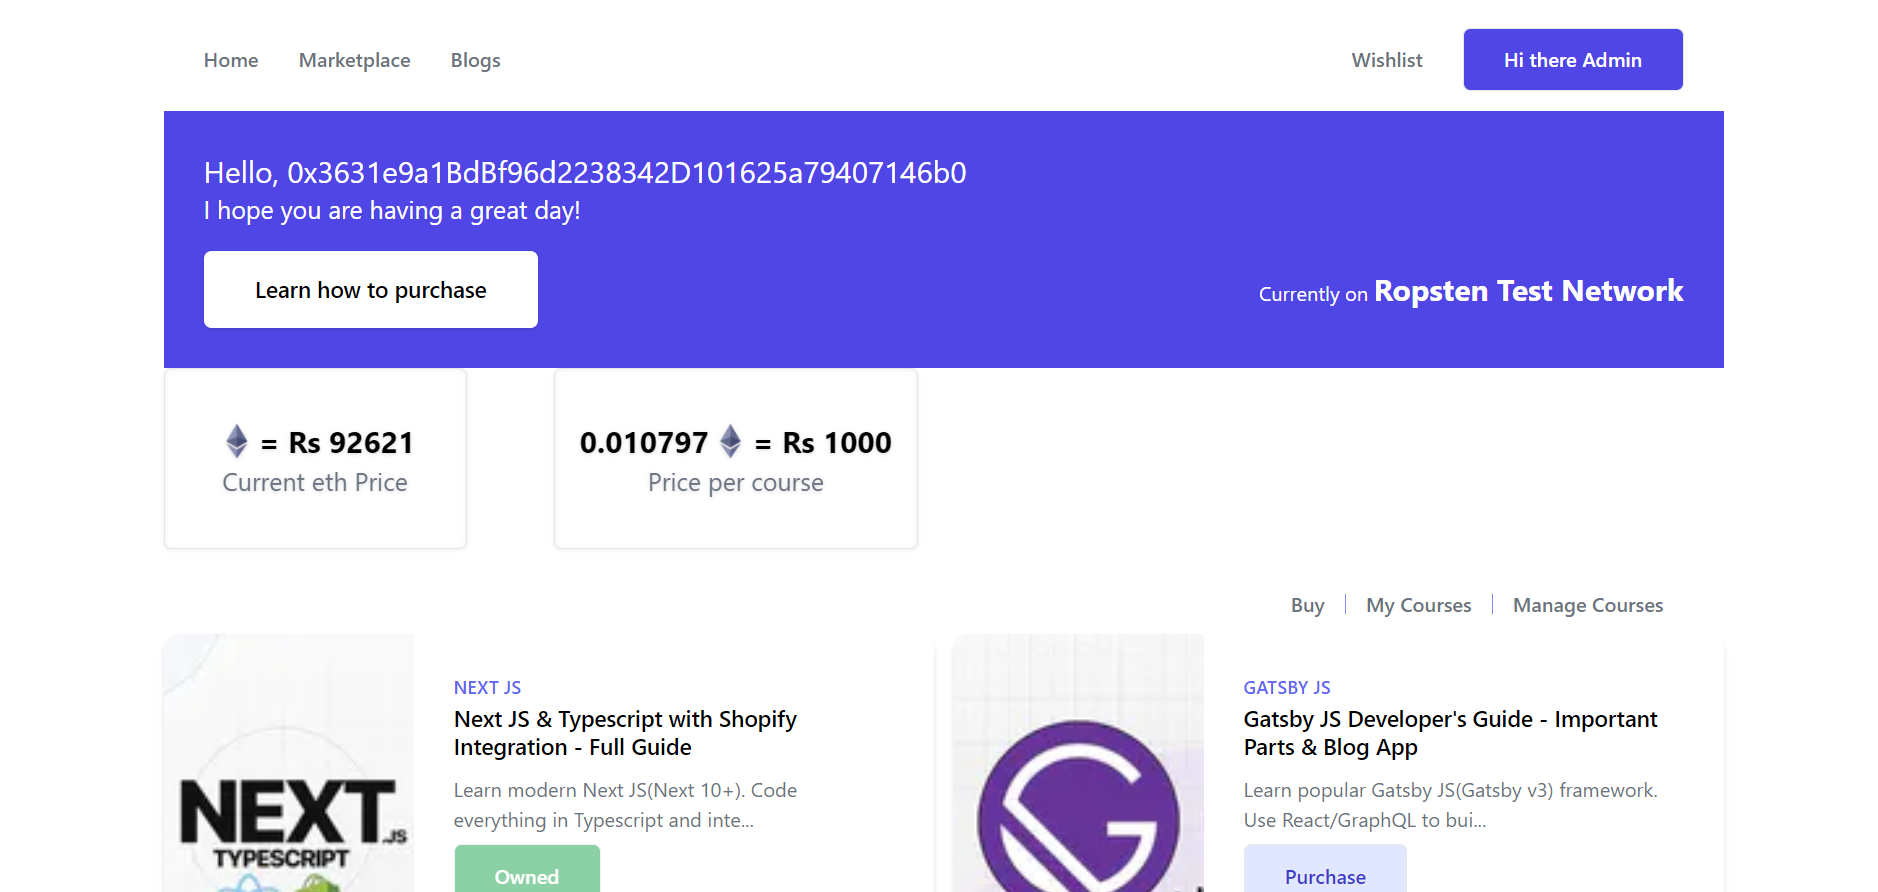 Home Marketplace Blogs Wishlist Hi there Admin
Hello, 0x3631e9a1BdBf96d2238342D101625a79407146b0
I hope you are having a great day!
Learn how to purchase
Currently on Ropsten Test Network
= Rs 92621
Current eth Price
0.010797 = Rs 1000
Price per course
Buy | My Courses | Manage Courses
NEXT.JS
TYPESCRIPT
NEXT JS
Next JS & Typescript with Shopify
Integration - Full Guide
Learn modern Next JS(Next 10+). Code
everything in Typescript and inte...
Owned
GATSBY JS
Gatsby JS Developer's Guide - Important
Parts & Blog App
Learn popular Gatsby JS(Gatsby v3) framework.
Use React/GraphQL to bui...
Purchase